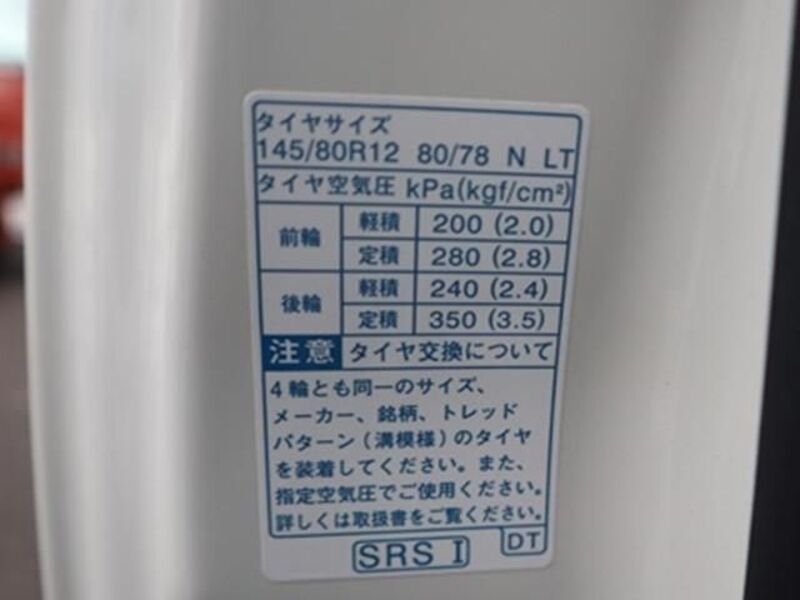 タイヤサイズ
145/80R12 80/78 N LT
タイヤ空気圧 kPa(kgf/cm²)
前輪 軽積 200 (2.0)
定積 280 (2.8)
後輪 軽積 240 (2.4)
定積 350 (3.5)
注意 タイヤ交換について
4輪とも同一のサイズ、
メーカー、銘柄、トレッド
パターン(溝模様)のタイヤ
を装着してください。また、
指定空気圧でご使用ください。
詳しくは取扱書をご覧ください。
SRS I DT